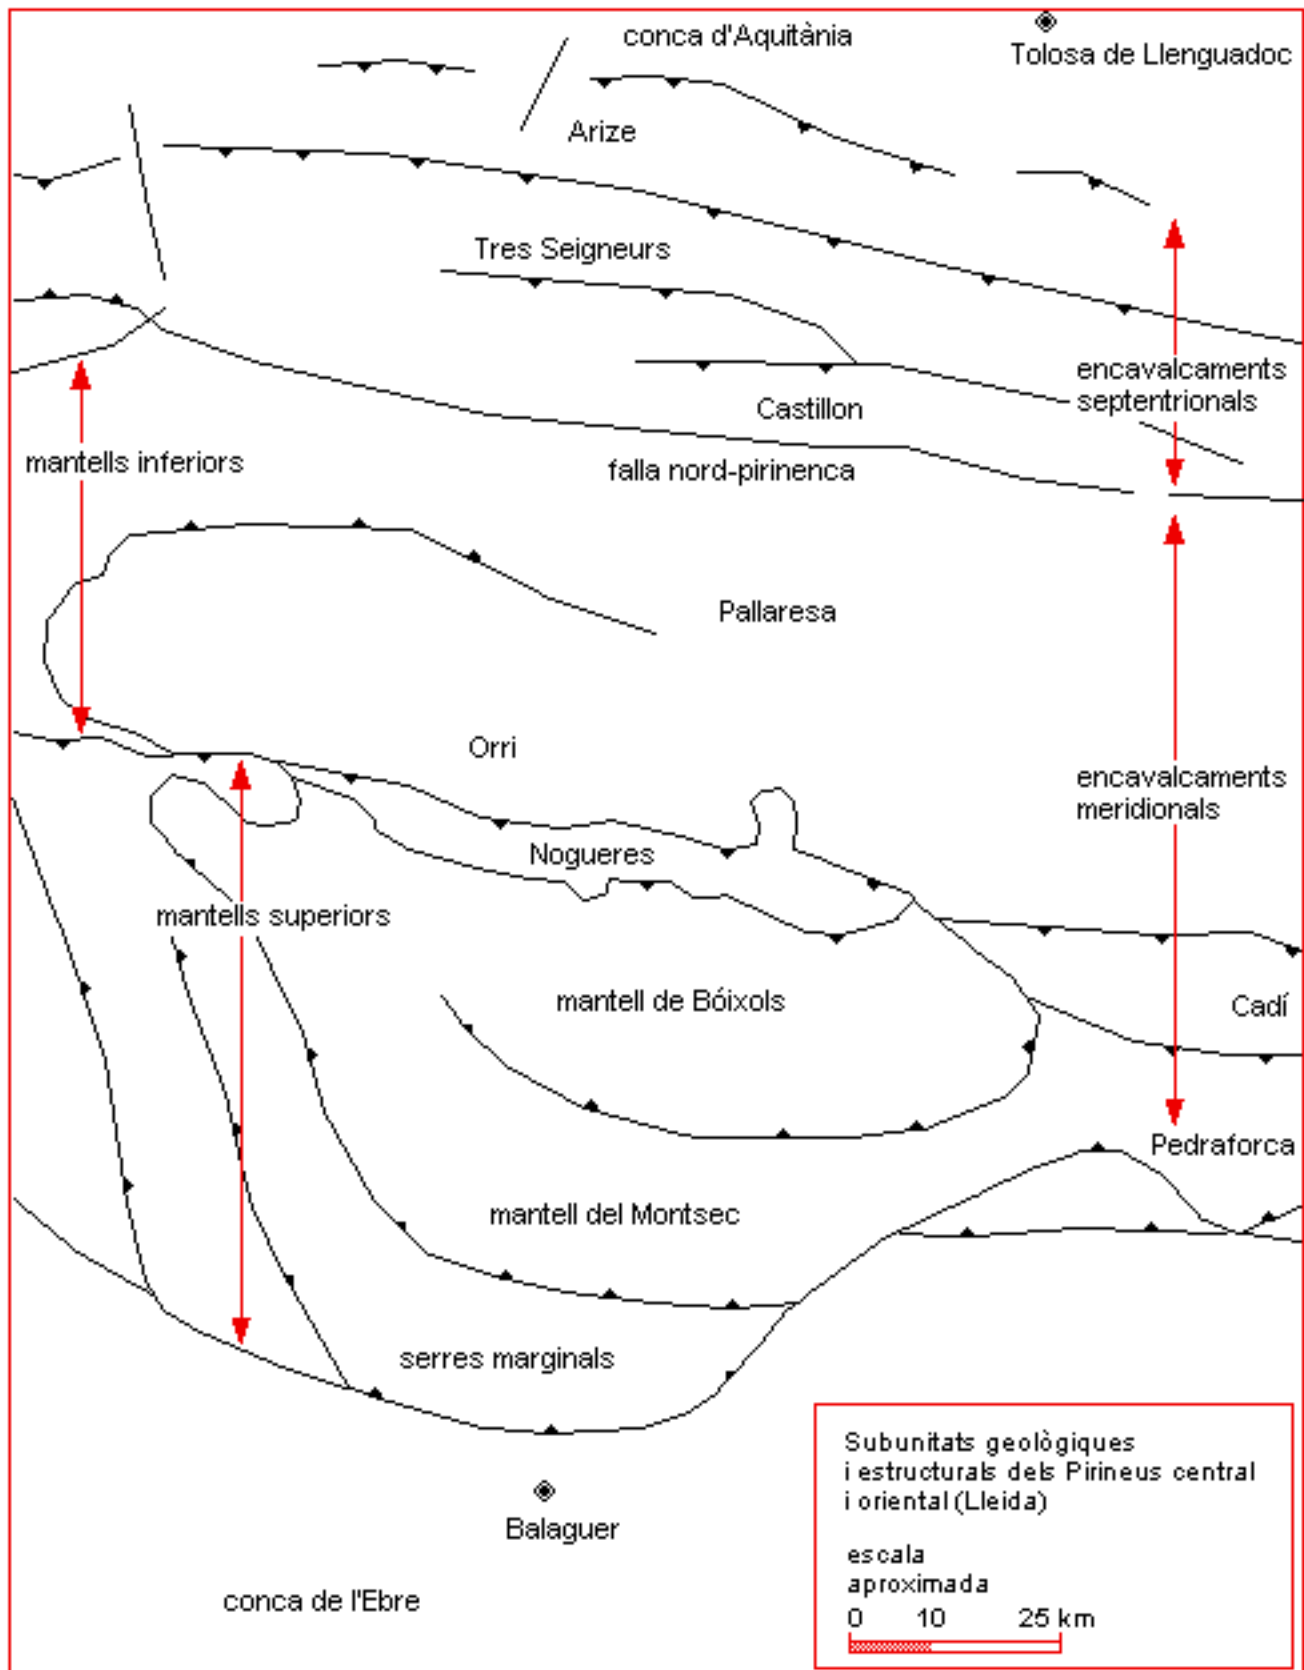 conca d'Aquitània
Tolosa de Llenguadoc
Arize
Tres Seigneurs
encavalcaments
septentrionals
Castillon
mantells inferiors
falla nord-pirinenca
Pallaresa
Orri
encavalcaments
meridionals
Nogueres
mantells superiors
mantell de Bóixols
Cadí
Pedraforca
mantell del Montsec
serres marginals
Balaguer
conca de l'Ebre
Subunitats geològiques
i estructurals dels Pirineus central
i oriental (Lleida)
escala
aproximada
0 10 25 km